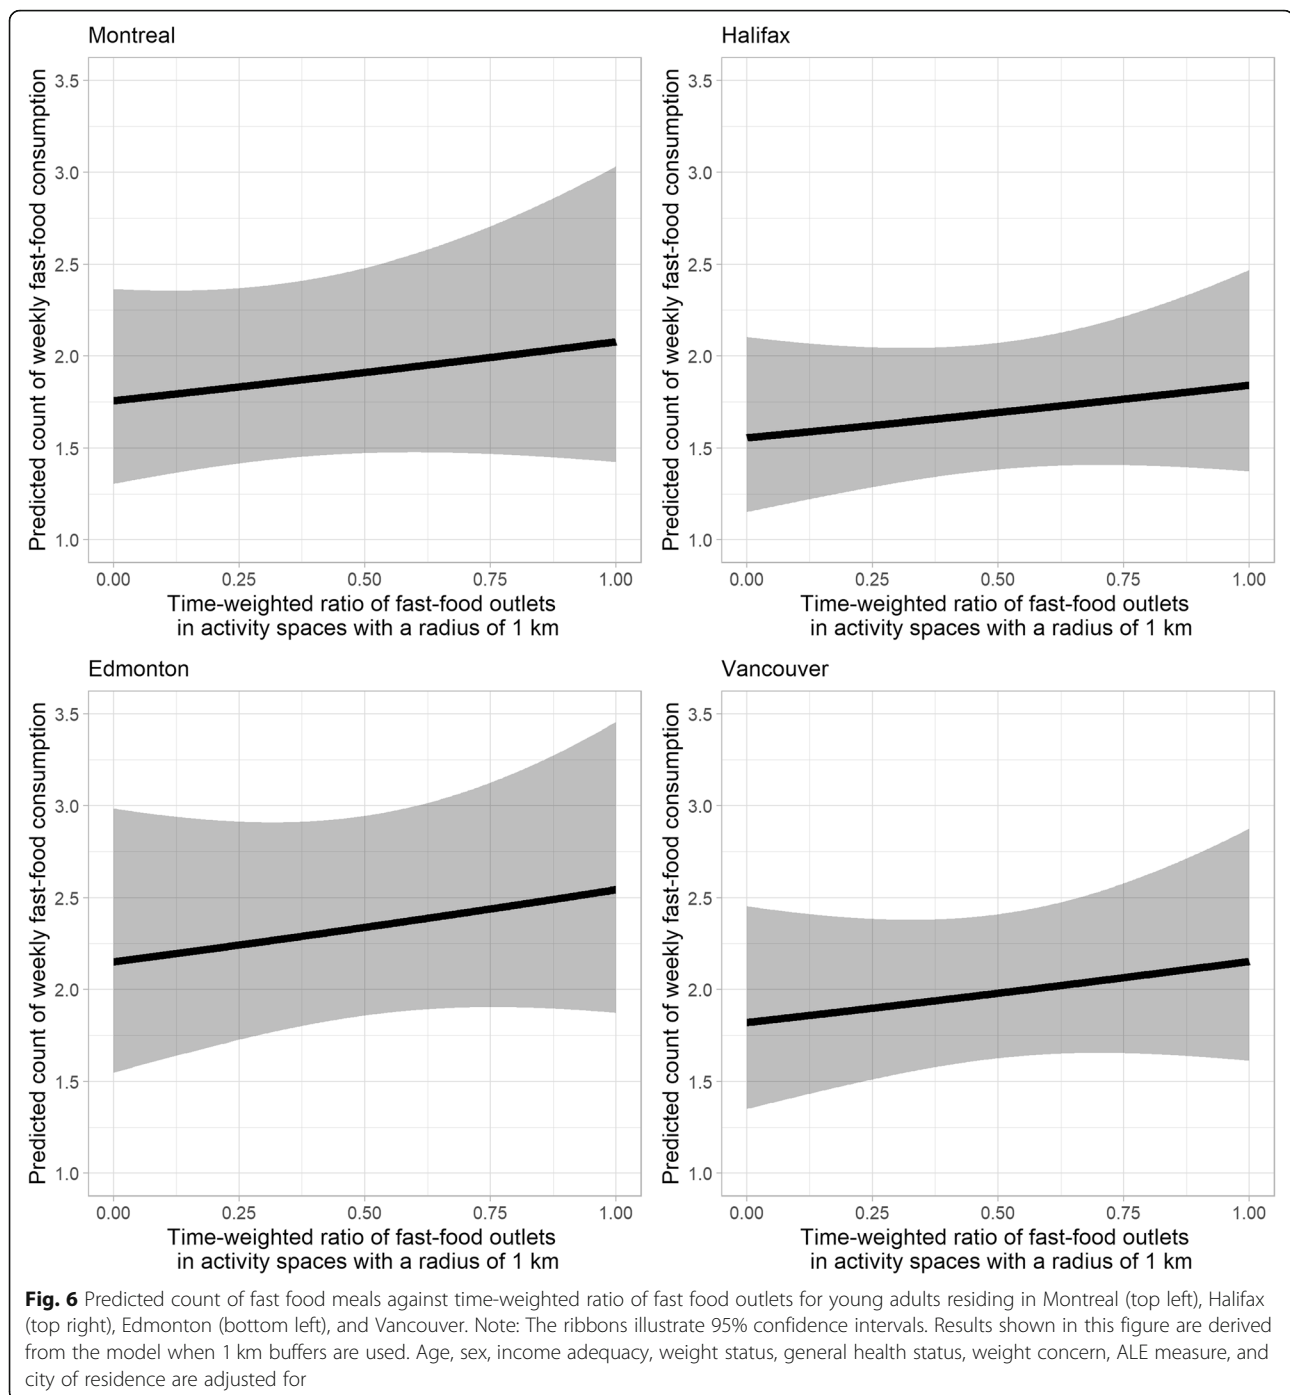 Montreal
Predicted count of weekly fast-food consumption
3.5
3.0
2.5
2.0
1.5
1.0
0.00 0.25 0.50 0.75 1.00
Time-weighted ratio of fast-food outlets
in activity spaces with a radius of 1 km
Halifax
Predicted count of weekly fast-food consumption
3.5
3.0
2.5
2.0
1.5
1.0
0.00 0.25 0.50 0.75 1.00
Time-weighted ratio of fast-food outlets
in activity spaces with a radius of 1 km
Edmonton
Predicted count of weekly fast-food consumption
3.5
3.0
2.5
2.0
1.5
1.0
0.00 0.25 0.50 0.75 1.00
Time-weighted ratio of fast-food outlets
in activity spaces with a radius of 1 km
Vancouver
Predicted count of weekly fast-food consumption
3.5
3.0
2.5
2.0
1.5
1.0
0.00 0.25 0.50 0.75 1.00
Time-weighted ratio of fast-food outlets
in activity spaces with a radius of 1 km
Fig. 6 Predicted count of fast food meals against time-weighted ratio of fast food outlets for young adults residing in Montreal (top left), Halifax
(top right), Edmonton (bottom left), and Vancouver. Note: The ribbons illustrate 95% confidence intervals. Results shown in this figure are derived
from the model when 1 km buffers are used. Age, sex, income adequacy, weight status, general health status, weight concern, ALE measure, and
city of residence are adjusted for